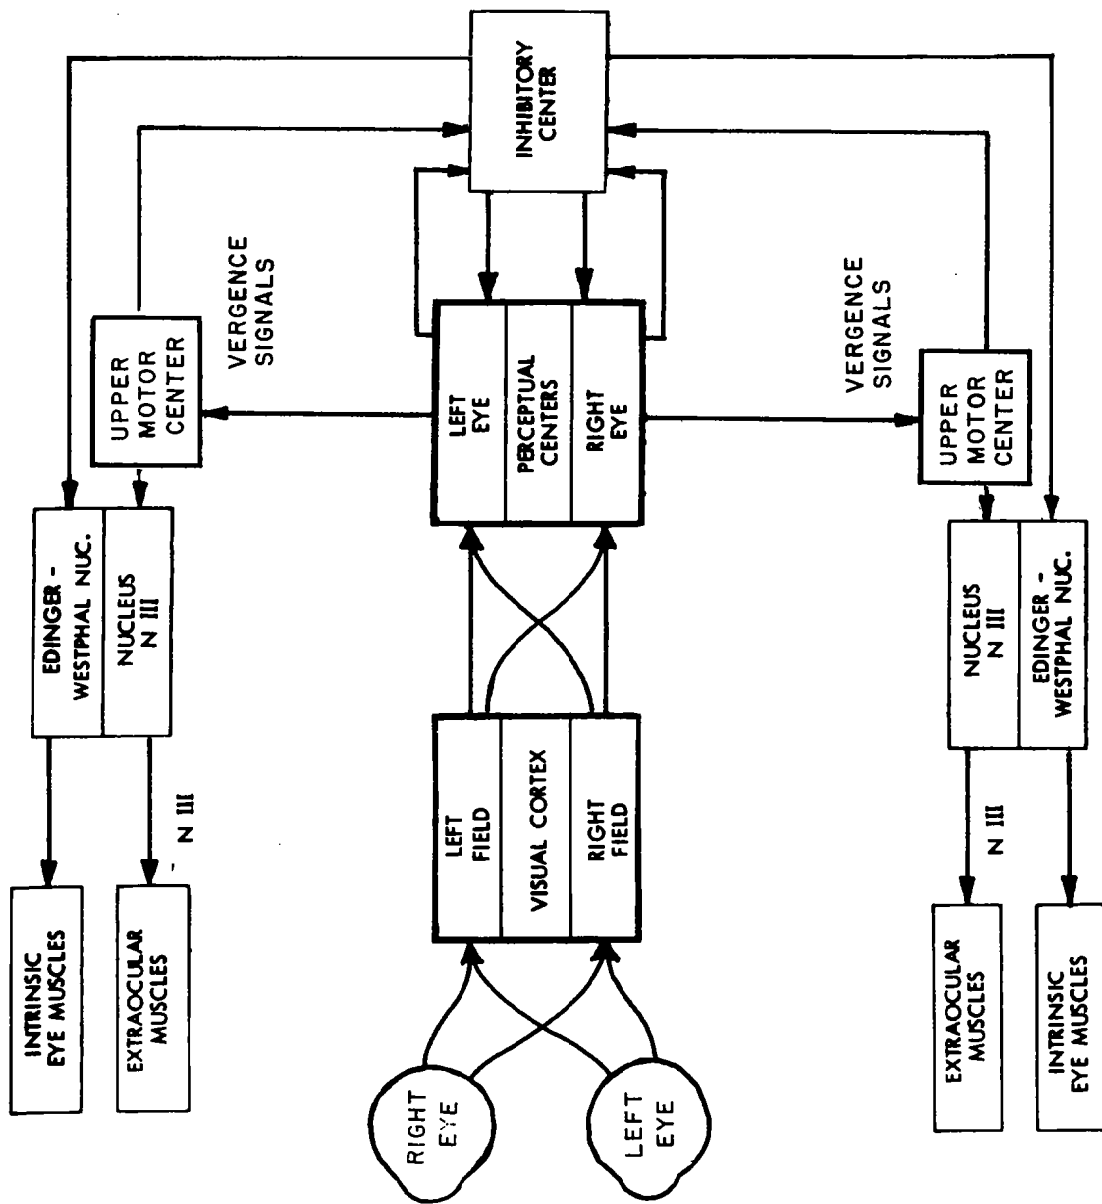 INTRINSIC
EYE MUSCLES
EXTRAOCULAR
MUSCLES
N III
EDINGER -
WESTPHAL NUC.
NUCLEUS
N III
UPPER
MOTOR
CENTER
VERGENCE
SIGNALS
RIGHT
EYE
LEFT
EYE
LEFT
FIELD
VISUAL CORTEX
RIGHT
FIELD
LEFT
EYE
PERCEPTUAL
CENTERS
RIGHT
EYE
INHIBITORY
CENTER
VERGENCE
SIGNALS
UPPER
MOTOR
CENTER
NUCLEUS
N III
EDINGER -
WESTPHAL NUC.
N III
EXTRAOCULAR
MUSCLES
INTRINSIC
EYE MUSCLES